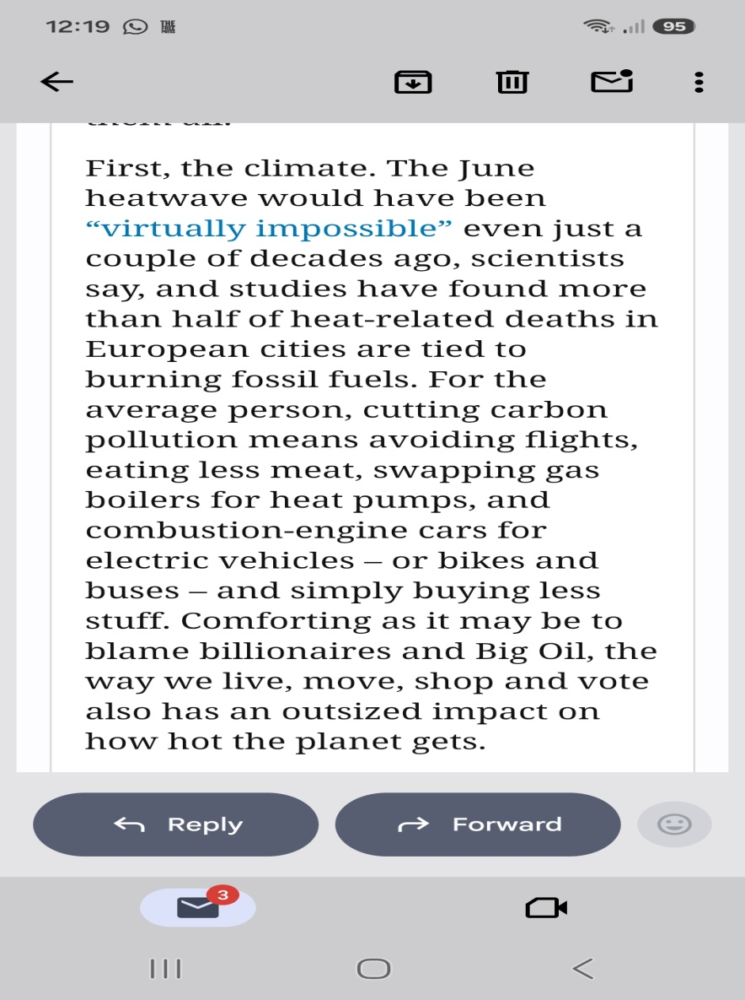 12:19
95
them all.
First, the climate. The June
heatwave would have been
“virtually impossible” even just a
couple of decades ago, scientists
say, and studies have found more
than half of heat-related deaths in
European cities are tied to
burning fossil fuels. For the
average person, cutting carbon
pollution means avoiding flights,
eating less meat, swapping gas
boilers for heat pumps, and
combustion-engine cars for
electric vehicles – or bikes and
buses – and simply buying less
stuff. Comforting as it may be to
blame billionaires and Big Oil, the
way we live, move, shop and vote
also has an outsized impact on
how hot the planet gets.
Reply
Forward
3